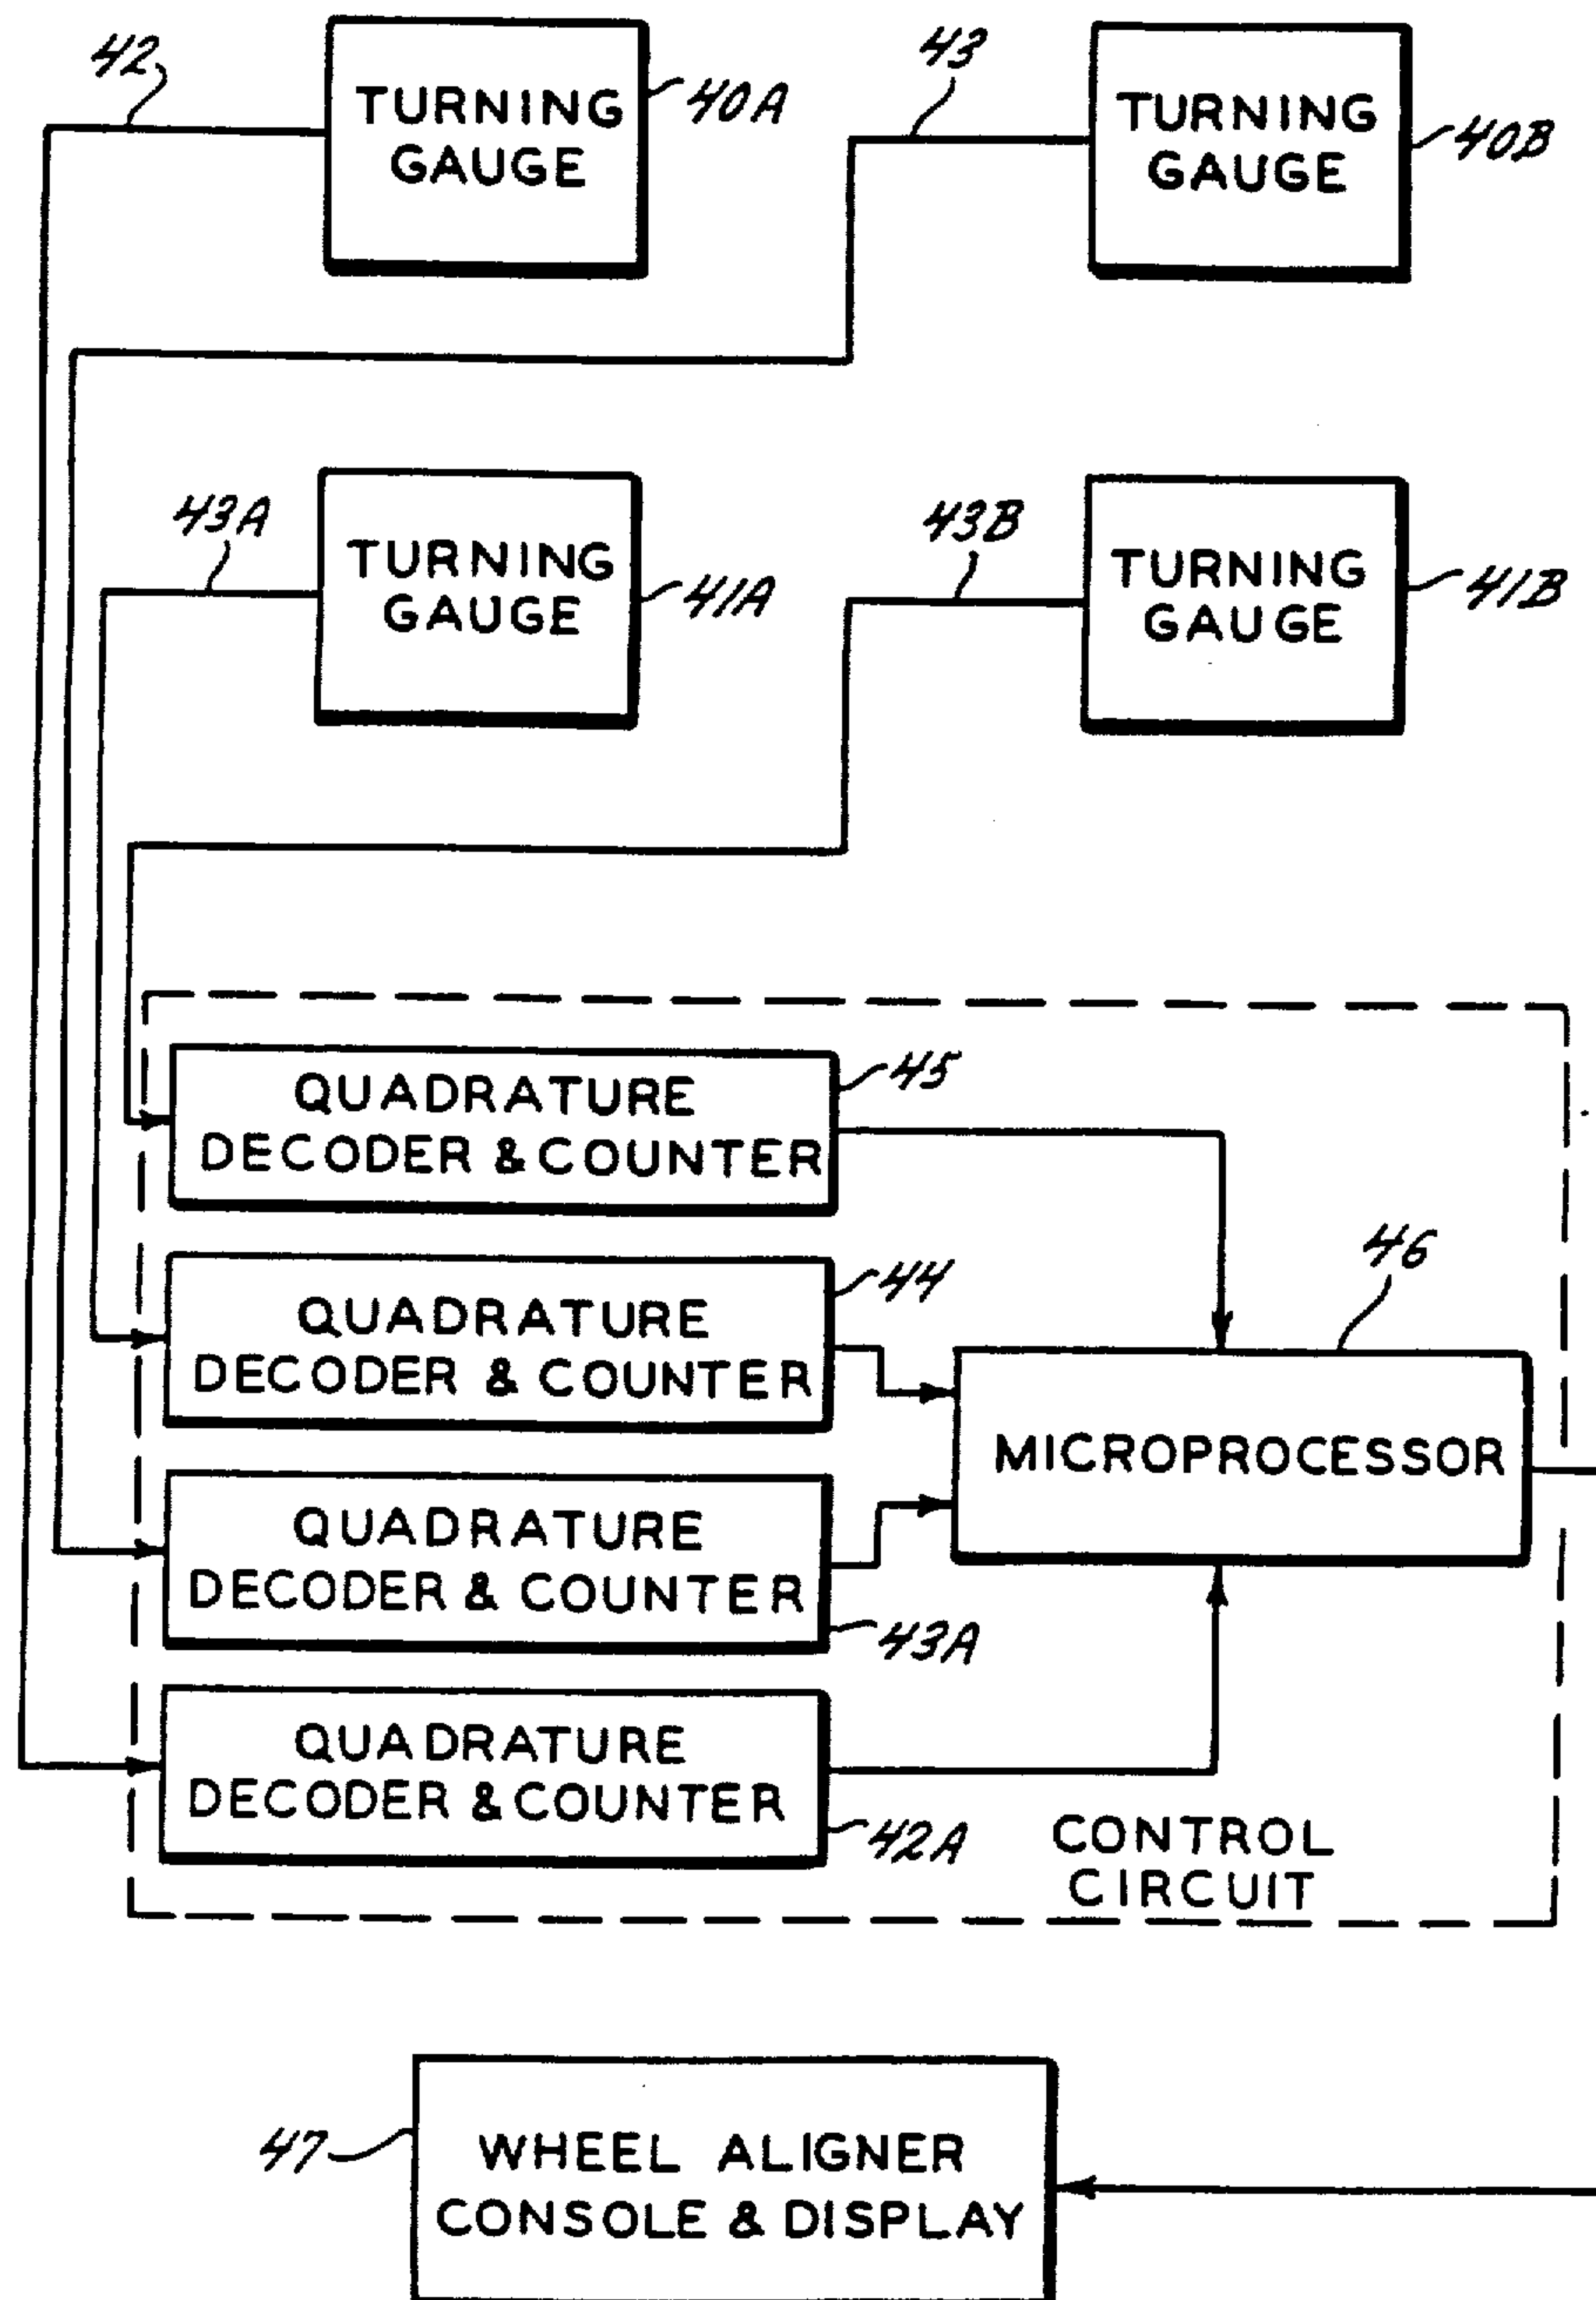 42
TURNING
GAUGE
40A
43
TURNING
GAUGE
40B
43A
TURNING
GAUGE
41A
43B
TURNING
GAUGE
41B
QUADRATURE
DECODER & COUNTER
45
QUADRATURE
DECODER & COUNTER
44
46
MICROPROCESSOR
QUADRATURE
DECODER & COUNTER
43A
QUADRATURE
DECODER & COUNTER
42A
CONTROL
CIRCUIT
47
WHEEL ALIGNER
CONSOLE & DISPLAY